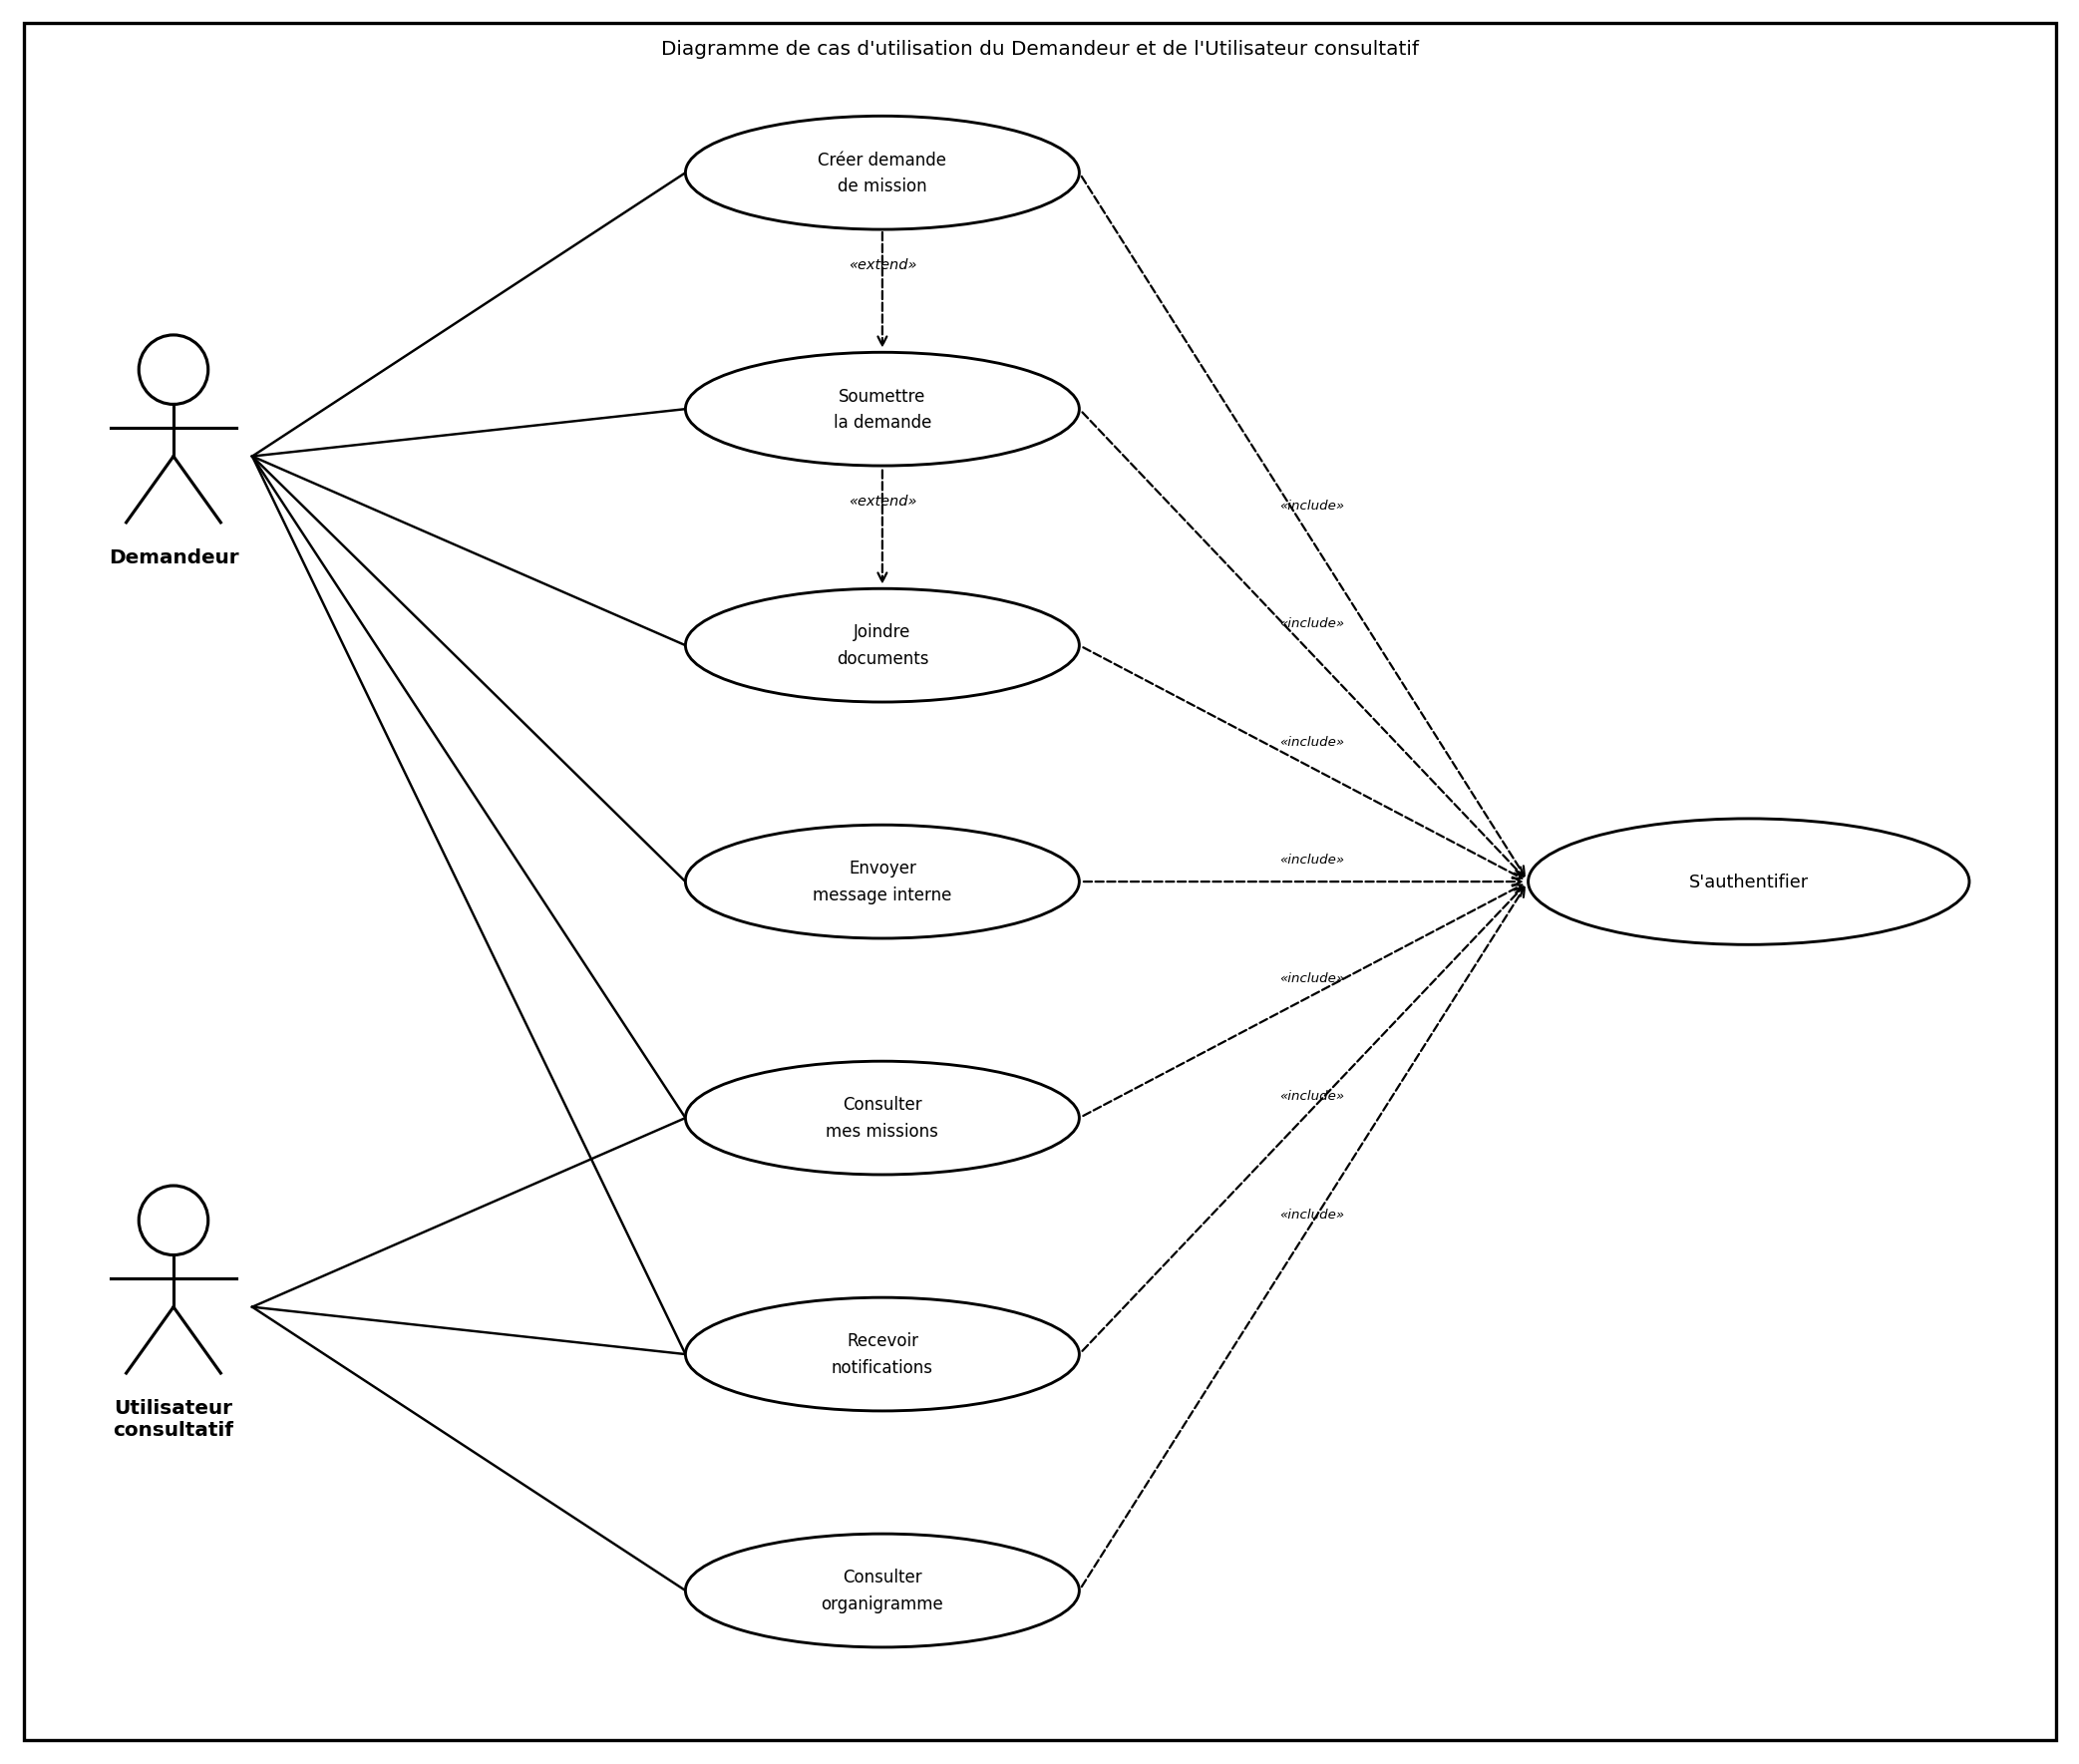 Diagramme de cas d'utilisation du Demandeur et de l'Utilisateur consultatif
Créer demande
de mission
«extend»
Soumettre
la demande
«extend»
«include»
Demandeur
Joindre
documents
«include»
«include»
Envoyer
message interne
«include»
S'authentifier
«include»
Consulter
mes missions
«include»
«include»
Recevoir
notifications
Utilisateur
consultatif
Consulter
organigramme